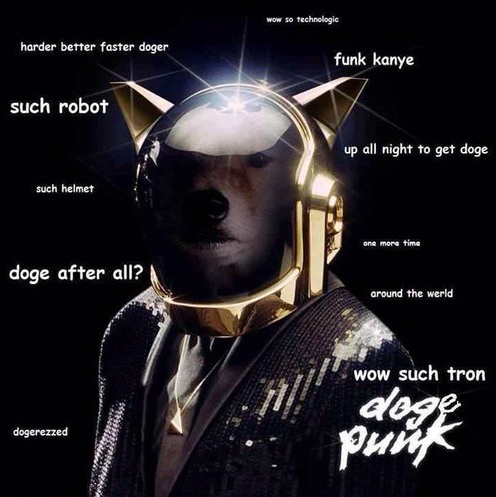 wow so technologic
harder better faster doger
funk kanye
such robot
up all night to get doge
such helmet
one more time
doge after all?
around the werld
wow such tron
doge
punk
dogerezzed